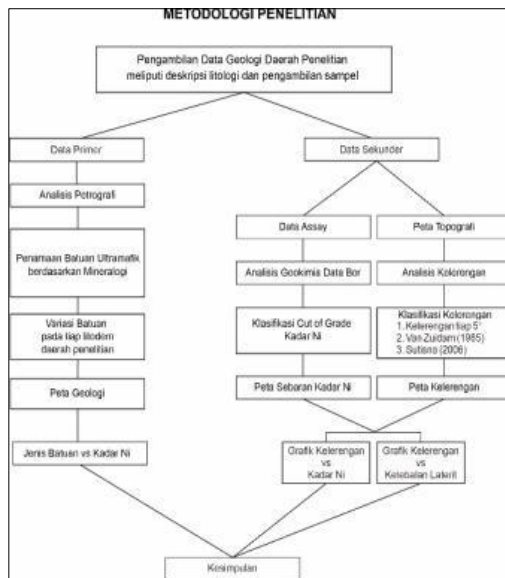 METODOLOGI PENELITIAN
Pengambilan Data Geologi Daerah Penelitian
meliputi deskripsi litologi dan pengambilan sampel
Data Primer
Data Sekunder
Analisis Petrografi
Penamaan Batuan Ultramafik
berdasarkan Mineralogi
Variasi Batuan
pada tiap litodem
daerah penelitian
Peta Geologi
Jenis Batuan vs Kadar Ni
Data Assay
Analisis Geokimia Data Bor
Klasifikasi Cut of Grade
Kadar Ni
Peta Sebaran Kadar Ni
Peta Topografi
Analisis Kelerengan
Klasifikasi Kelerengan
1. Kelerengan tiap 5°
2. Van Zuidam (1985)
3. Sutisna (2006)
Peta Kelerengan
Grafik Kelerengan
vs
Kadar Ni
Grafik Kelerengan
vs
Ketebalan Laterit
Kesimpulan